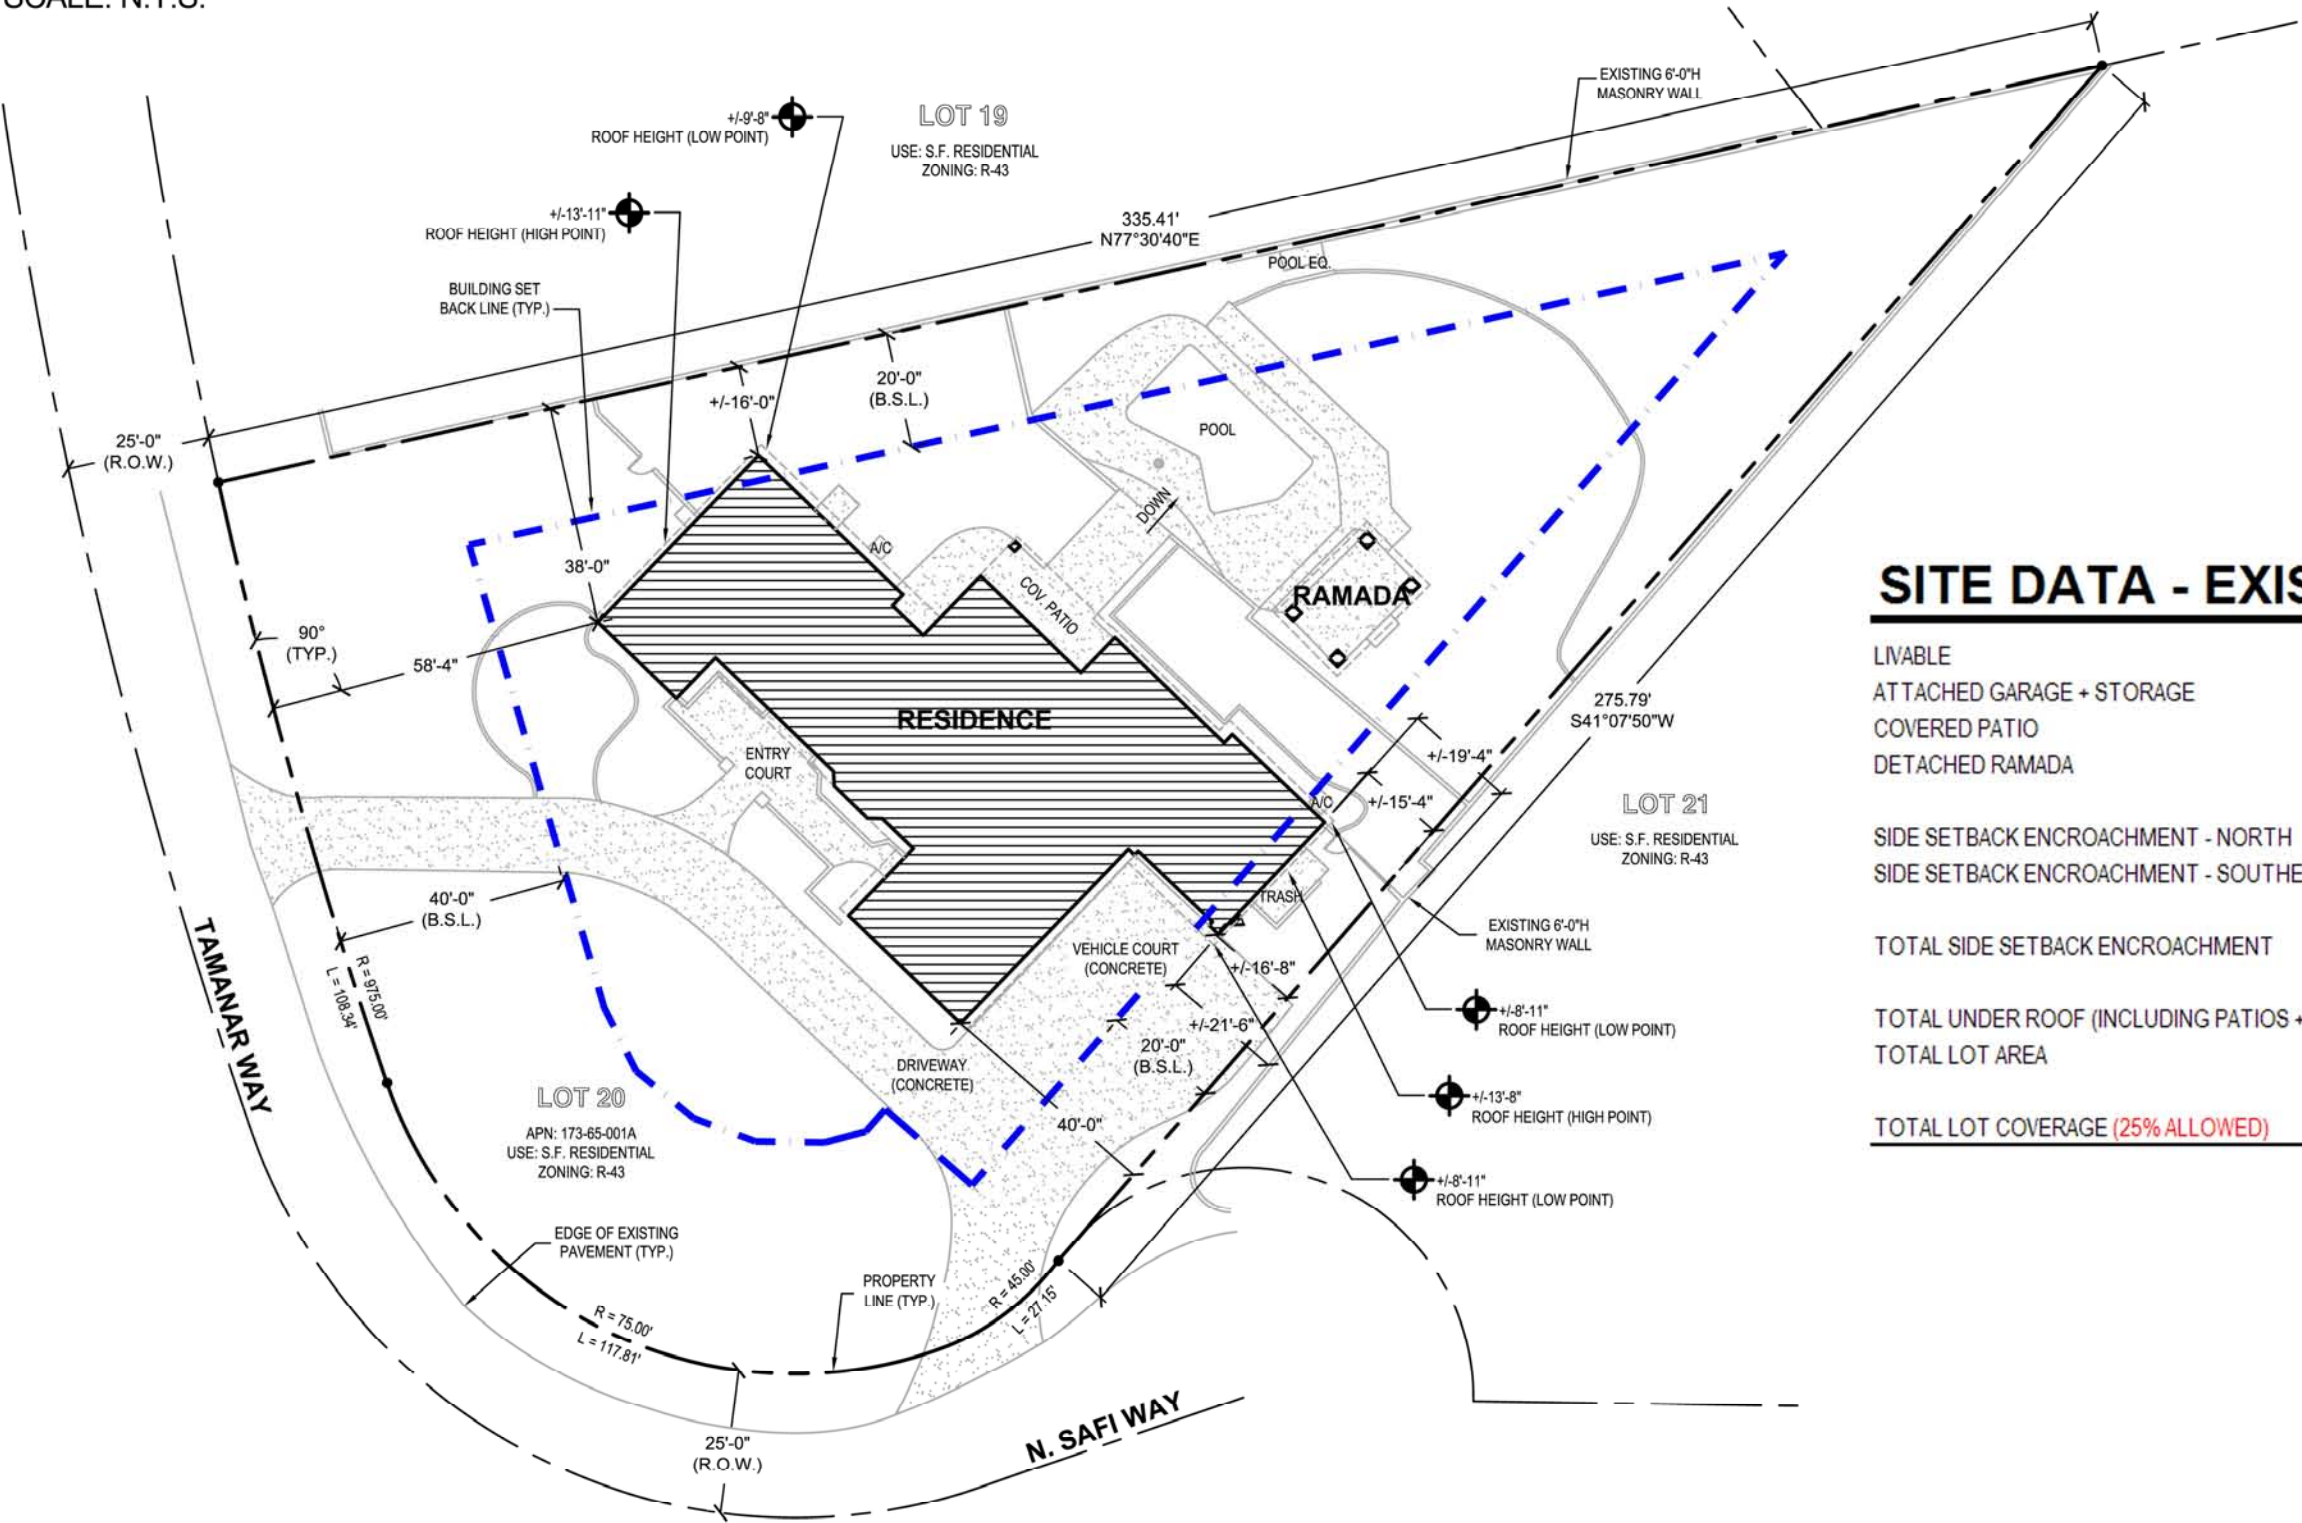 SCALE: N.T.S.
+/-9'-8"
ROOF HEIGHT (LOW POINT)
LOT 19
USE: S.F. RESIDENTIAL
ZONING: R-43
EXISTING 6'-0"H
MASONRY WALL
+/-13'-11"
ROOF HEIGHT (HIGH POINT)
335.41'
N77°30'40"E
BUILDING SET
BACK LINE (TYP.)
POOL EQ.
20'-0"
(B.S.L.)
+/-16'-0"
25'-0"
(R.O.W.)
POOL
DOWN
38'-0"
A/C
COV. PATIO
RAMADA
90°
(TYP.)
58'-4"
RESIDENCE
275.79'
S41°07'50"W
ENTRY
COURT
+/-19'-4"
A/C
+/-15'-4"
LOT 21
USE: S.F. RESIDENTIAL
ZONING: R-43
40'-0"
(B.S.L.)
TRASH
EXISTING 6'-0"H
MASONRY WALL
VEHICLE COURT
(CONCRETE)
+/-16'-8"
TAMANAR WAY
R = 975.00'
L = 108.34'
+/-21'-6"
20'-0"
(B.S.L.)
+/-8'-11"
ROOF HEIGHT (LOW POINT)
DRIVEWAY
(CONCRETE)
40'-0"
+/-13'-8"
ROOF HEIGHT (HIGH POINT)
LOT 20
APN: 173-65-001A
USE: S.F. RESIDENTIAL
ZONING: R-43
+/-8'-11"
ROOF HEIGHT (LOW POINT)
EDGE OF EXISTING
PAVEMENT (TYP.)
PROPERTY
LINE (TYP.)
R = 45.00'
L = 27.15'
R = 75.00'
L = 117.81'
25'-0"
(R.O.W.)
N. SAFI WAY
SITE DATA - EXIS
LIVABLE
ATTACHED GARAGE + STORAGE
COVERED PATIO
DETACHED RAMADA
SIDE SETBACK ENCROACHMENT - NORTH
SIDE SETBACK ENCROACHMENT - SOUTHE
TOTAL SIDE SETBACK ENCROACHMENT
TOTAL UNDER ROOF (INCLUDING PATIOS +
TOTAL LOT AREA
TOTAL LOT COVERAGE (25% ALLOWED)